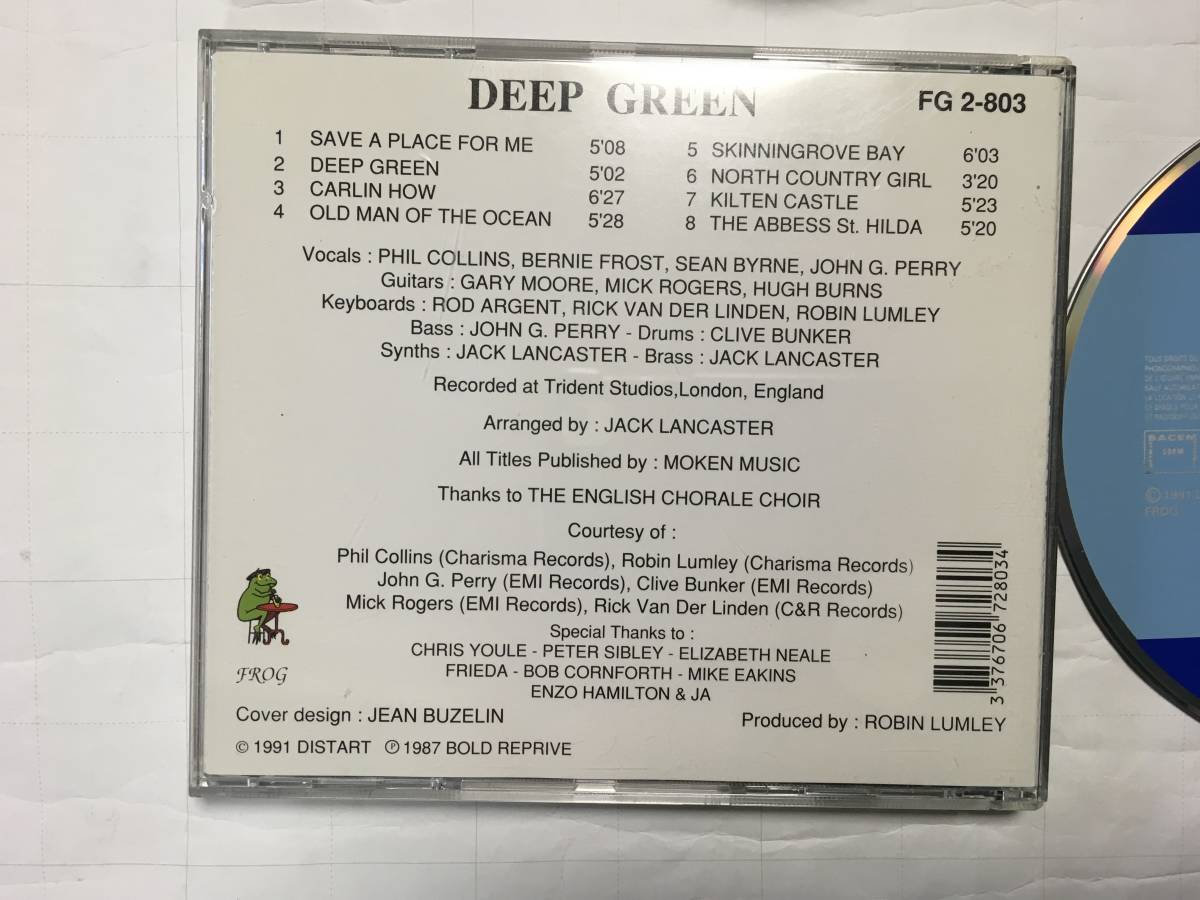 DEEP GREEN
FG 2-803
1 SAVE A PLACE FOR ME 5'08
2 DEEP GREEN 5'02
3 CARLIN HOW 6'27
4 OLD MAN OF THE OCEAN 5'28
5 SKINNINGROVE BAY 6'03
6 NORTH COUNTRY GIRL 3'20
7 KILTEN CASTLE 5'23
8 THE ABBESS St. HILDA 5'20
Vocals : PHIL COLLINS, BERNIE FROST, SEAN BYRNE, JOHN G. PERRY
Guitars : GARY MOORE, MICK ROGERS, HUGH BURNS
Keyboards : ROD ARGENT, RICK VAN DER LINDEN, ROBIN LUMLEY
Bass : JOHN G. PERRY - Drums : CLIVE BUNKER
Synths : JACK LANCASTER - Brass : JACK LANCASTER
Recorded at Trident Studios,London, England
Arranged by : JACK LANCASTER
All Titles Published by : MOKEN MUSIC
Thanks to THE ENGLISH CHORALE CHOIR
Courtesy of :
Phil Collins (Charisma Records), Robin Lumley (Charisma Records)
John G. Perry (EMI Records), Clive Bunker (EMI Records)
Mick Rogers (EMI Records), Rick Van Der Linden (C&R Records)
Special Thanks to :
CHRIS YOULE - PETER SIBLEY - ELIZABETH NEALE
FRIEDA - BOB CORNFORTH - MIKE EAKINS
ENZO HAMILTON & JA
FROG
3 376706 728034
Cover design : JEAN BUZELIN
Produced by : ROBIN LUMLEY
© 1991 DISTART ℗ 1987 BOLD REPRIVE
TOUS DROITS DU
PHONOGRAPHIQUE
SACEM
SDRM
© 1991
FROG